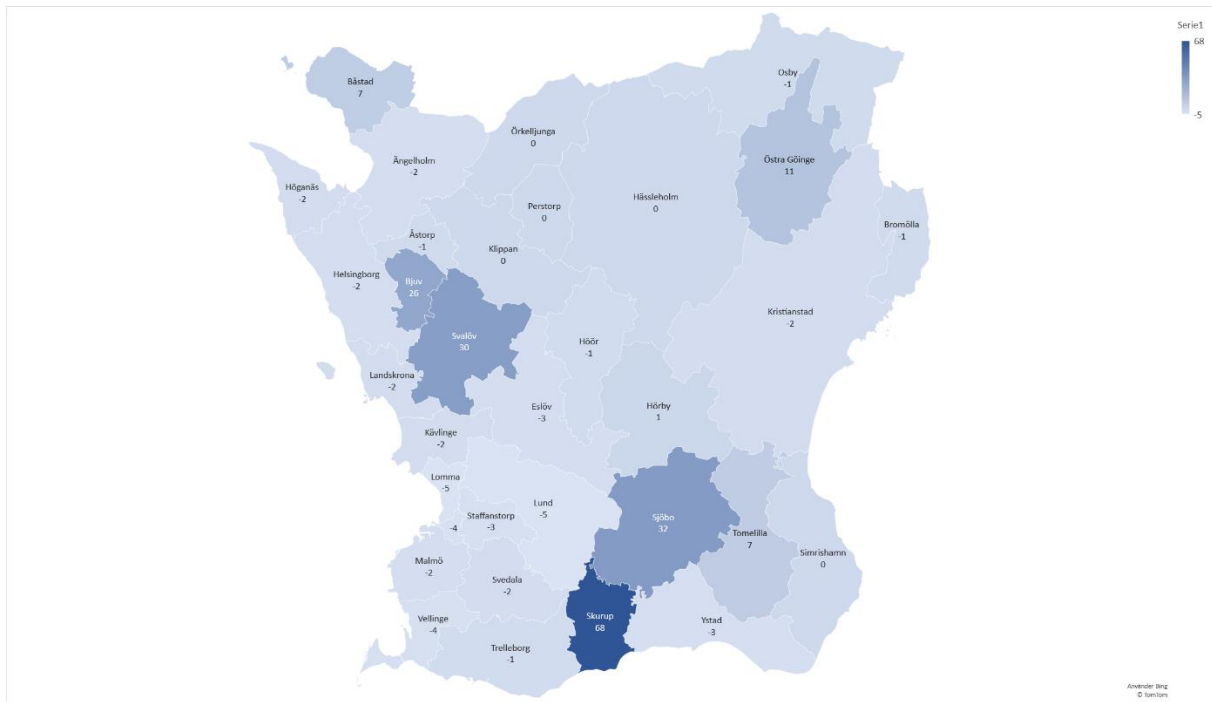 Serie1
68
-5
Båstad
7
Osby
-1
Örkelljunga
0
Ängelholm
-2
Östra Göinge
11
Höganäs
-2
Perstorp
0
Hässleholm
0
Bromölla
-1
Åstorp
-1
Klippan
0
Helsingborg
-2
Bjuv
26
Kristianstad
-2
Svalöv
30
Höör
-1
Landskrona
-2
Eslöv
-3
Hörby
1
Kävlinge
-2
Lomma
-5
Lund
-5
Staffanstorp
-3
-4
Sjöbo
32
Tomelilla
7
Simrishamn
0
Malmö
-2
Svedala
-2
Vellinge
-4
Skurup
68
Ystad
-3
Trelleborg
-1
Använder Bing
© TomTom